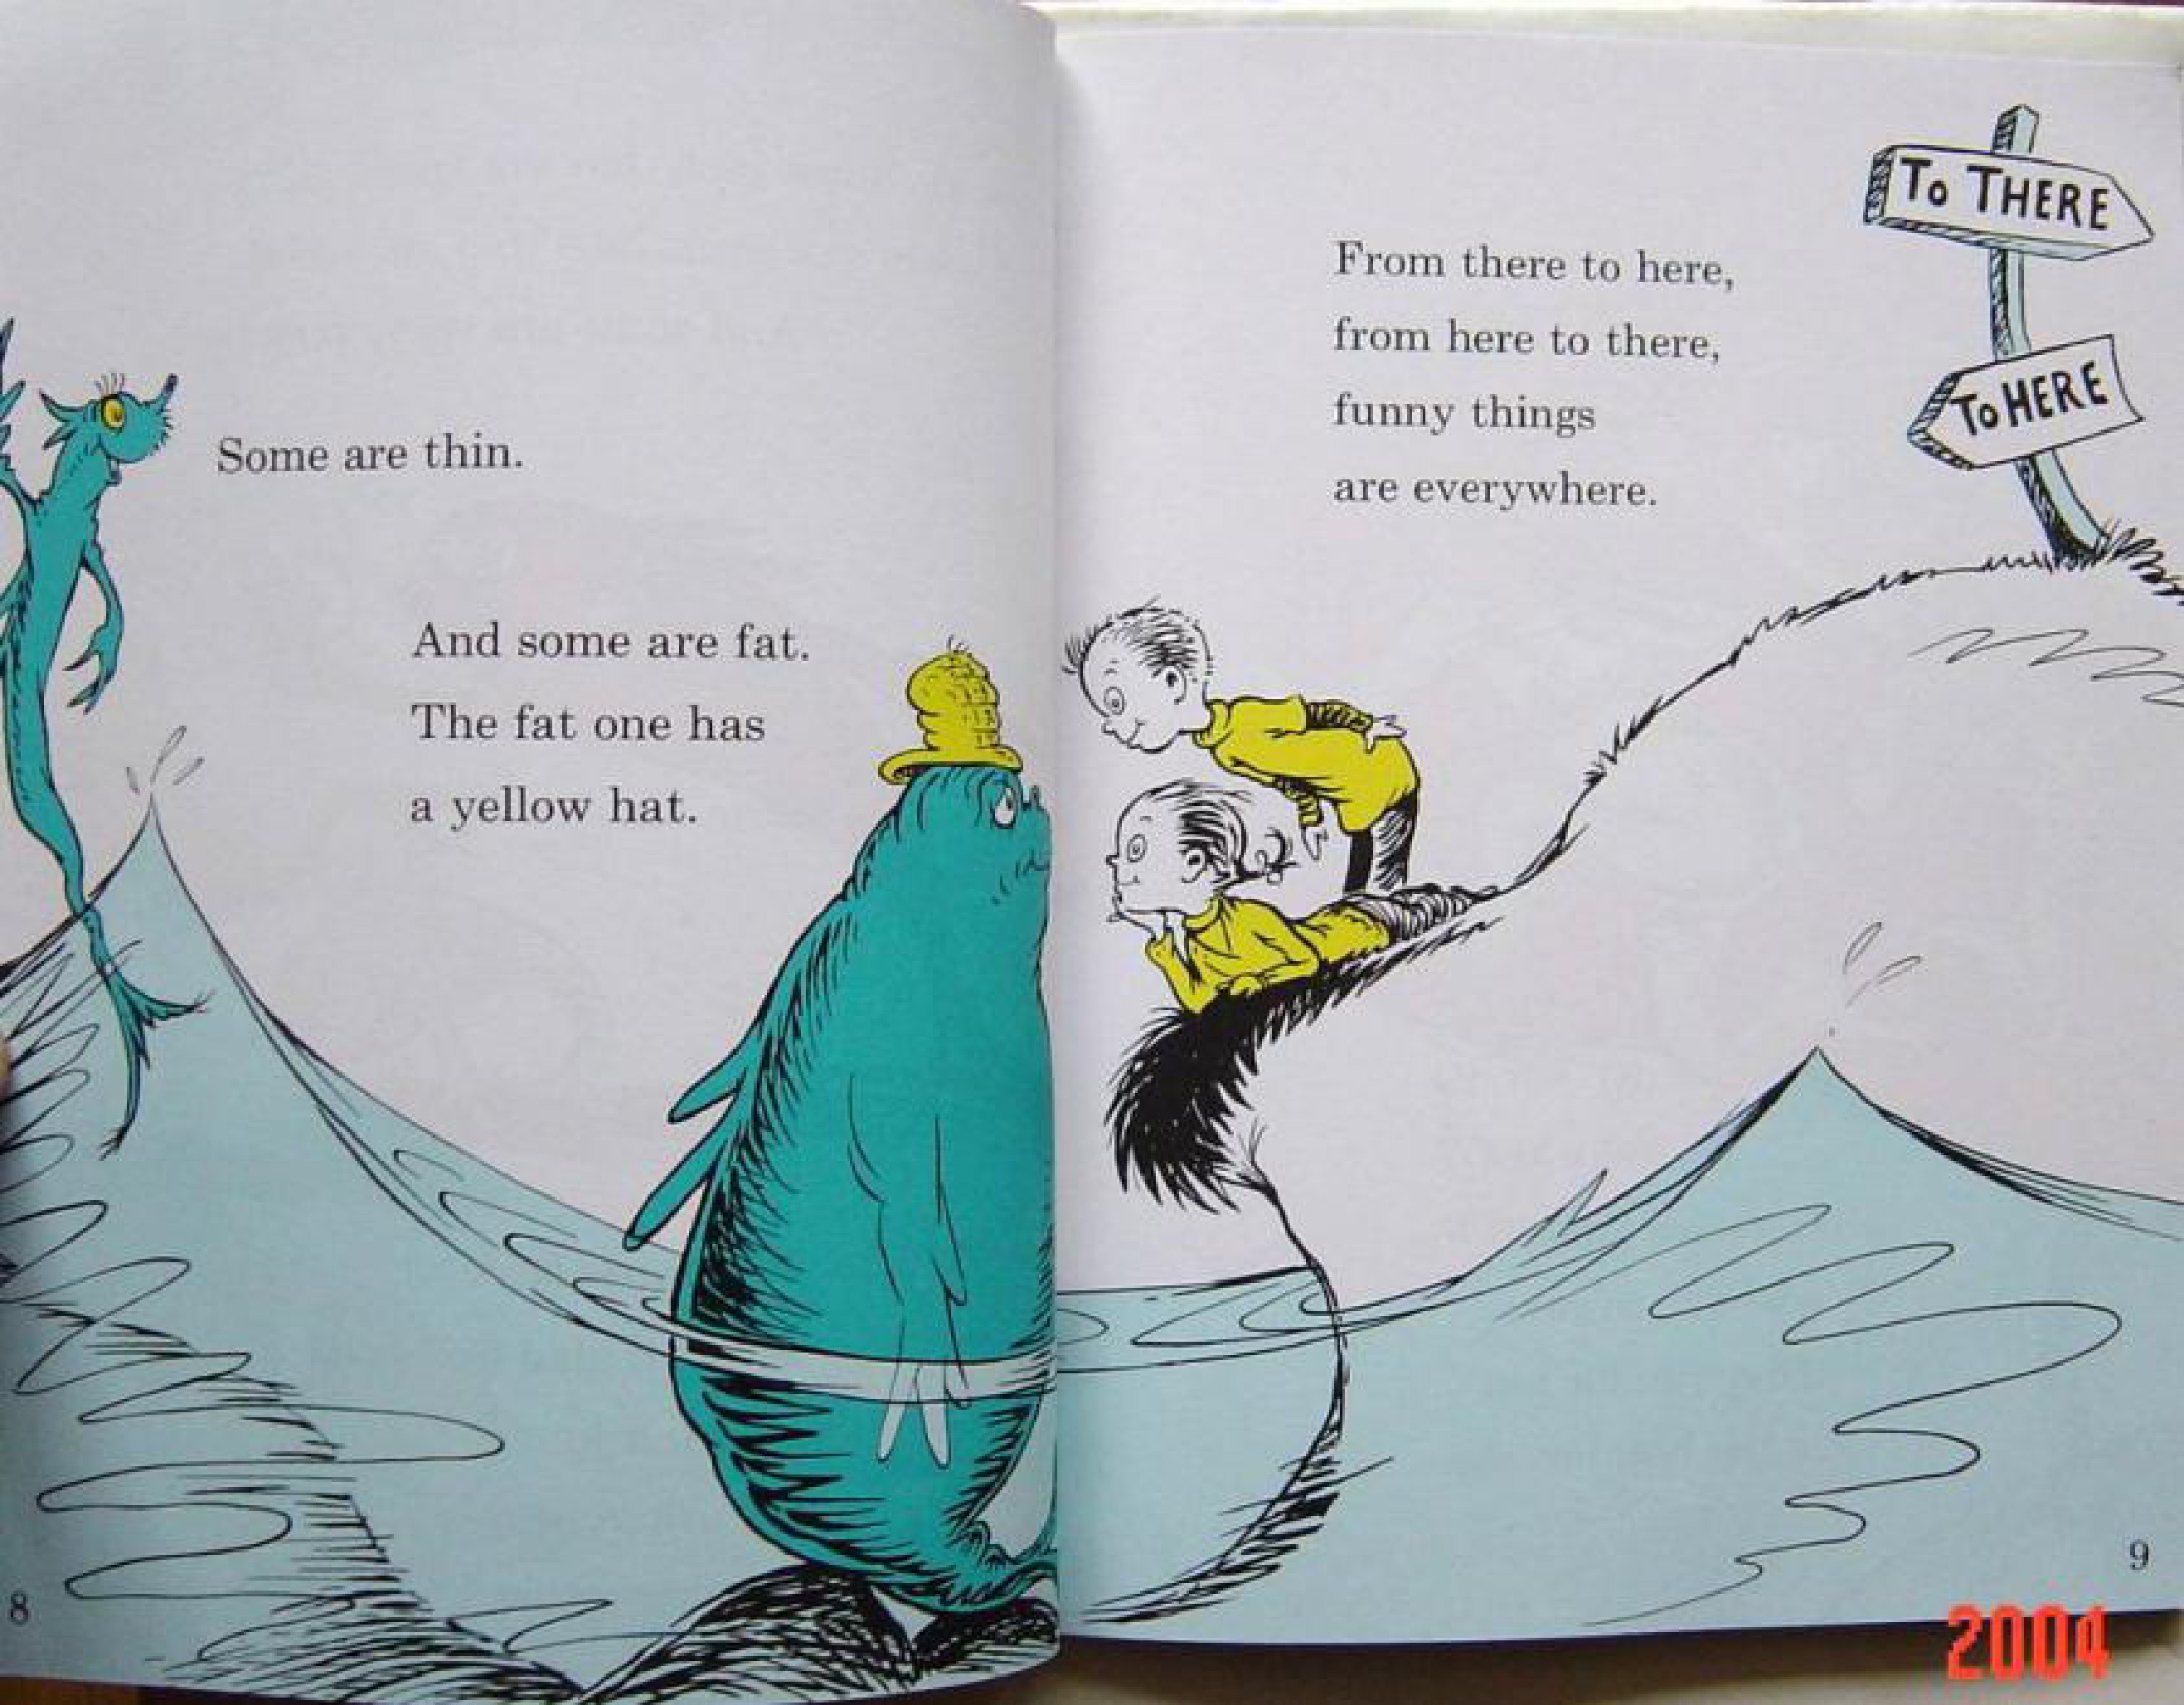 Some are thin.
And some are fat.
The fat one has
a yellow hat.
8
To THERE
To HERE
From there to here,
from here to there,
funny things
are everywhere.
9
2004